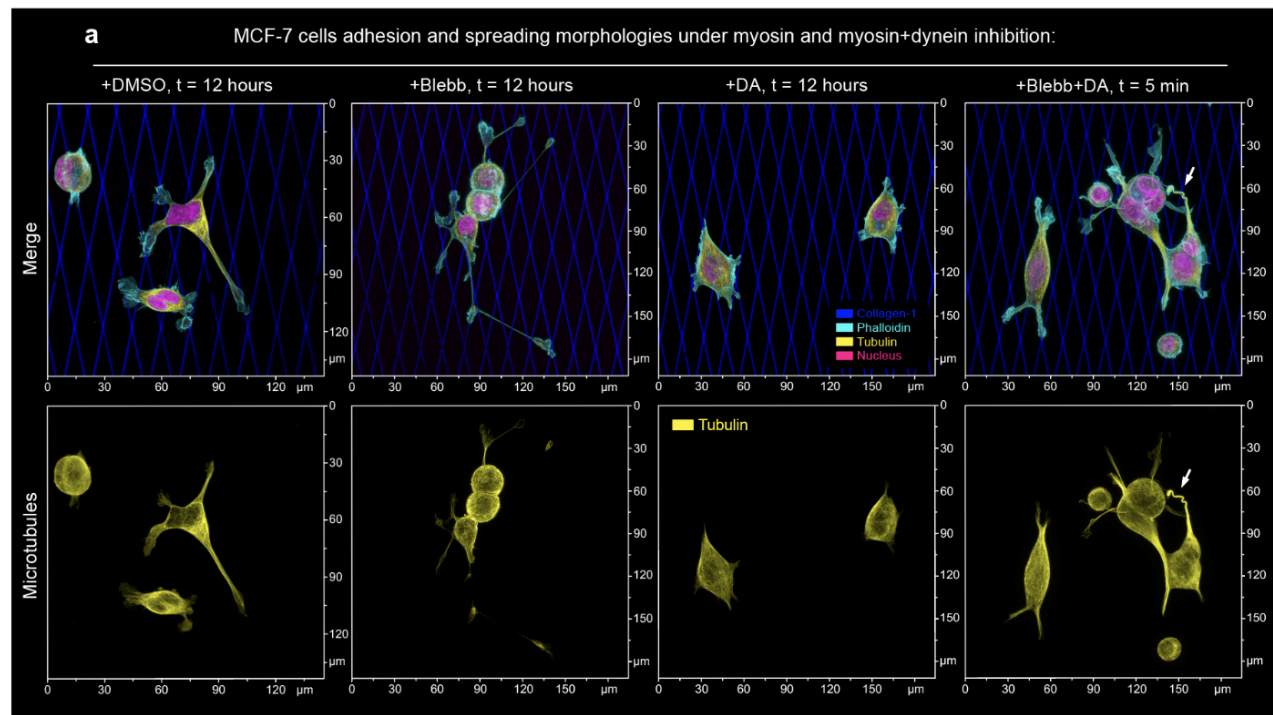 a
MCF-7 cells adhesion and spreading morphologies under myosin and myosin+dynein inhibition:
+DMSO, t = 12 hours
+Blebb, t = 12 hours
+DA, t = 12 hours
+Blebb+DA, t = 5 min
Merge
0
30
60
90
120
µm
0
30
60
90
120
150
µm
0
30
60
90
120
150
µm
0
30
60
90
120
150
µm
Collagen-1
Phalloidin
Tubulin
Nucleus
0 30 60 90 120 µm
0 30 60 90 120 150 µm
0 30 60 90 120 150 µm
0 30 60 90 120 150 µm
Microtubules
Tubulin
0
30
60
90
120
µm
0
30
60
90
120
150
µm
0
30
60
90
120
150
µm
0
30
60
90
120
150
µm
0 30 60 90 120 µm
0 30 60 90 120 150 µm
0 30 60 90 120 150 µm
0 30 60 90 120 150 µm